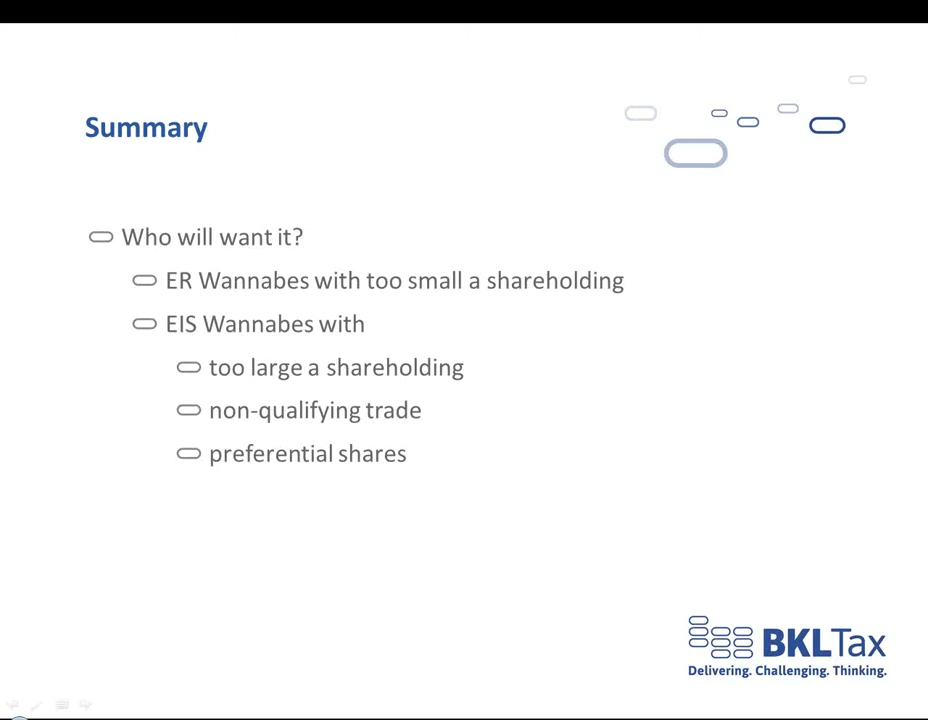 Summary
Who will want it?
ER Wannabes with too small a shareholding
EIS Wannabes with
too large a shareholding
non-qualifying trade
preferential shares
BKLTax
Delivering. Challenging. Thinking.